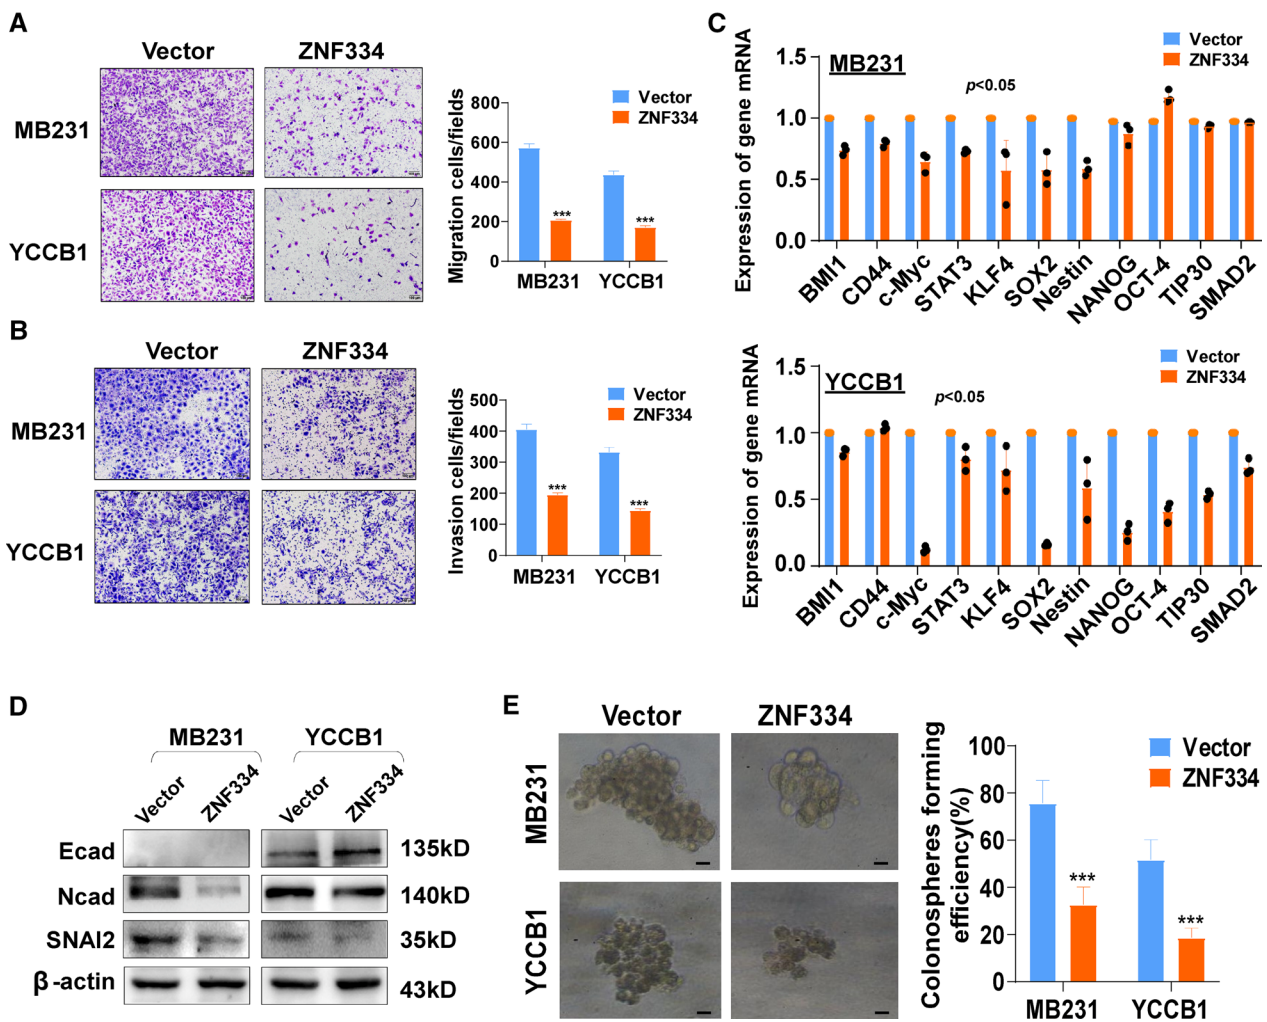 A
Vector
ZNF334
MB231
YCCB1
Migration cells/fields
800
600
400
200
0
Vector
ZNF334
***
***
MB231
YCCB1
B
Vector
ZNF334
MB231
YCCB1
Invasion cells/fields
500
400
300
200
100
0
Vector
ZNF334
***
***
MB231
YCCB1
C
Expression of gene mRNA
1.5
1.0
0.5
0.0
MB231
p<0.05
Vector
ZNF334
BMI1
CD44
c-Myc
STAT3
KLF4
SOX2
Nestin
NANOG
OCT-4
TIP30
SMAD2
Expression of gene mRNA
1.5
1.0
0.5
0.0
YCCB1
p<0.05
Vector
ZNF334
BMI1
CD44
c-Myc
STAT3
KLF4
SOX2
Nestin
NANOG
OCT-4
TIP30
SMAD2
D
MB231
YCCB1
Vector
ZNF334
Vector
ZNF334
Ecad
135kD
Ncad
140kD
SNAI2
35kD
β-actin
43kD
E
Vector
ZNF334
MB231
YCCB1
Colonospheres forming
efficiency(%)
100
80
60
40
20
0
Vector
ZNF334
***
***
MB231
YCCB1